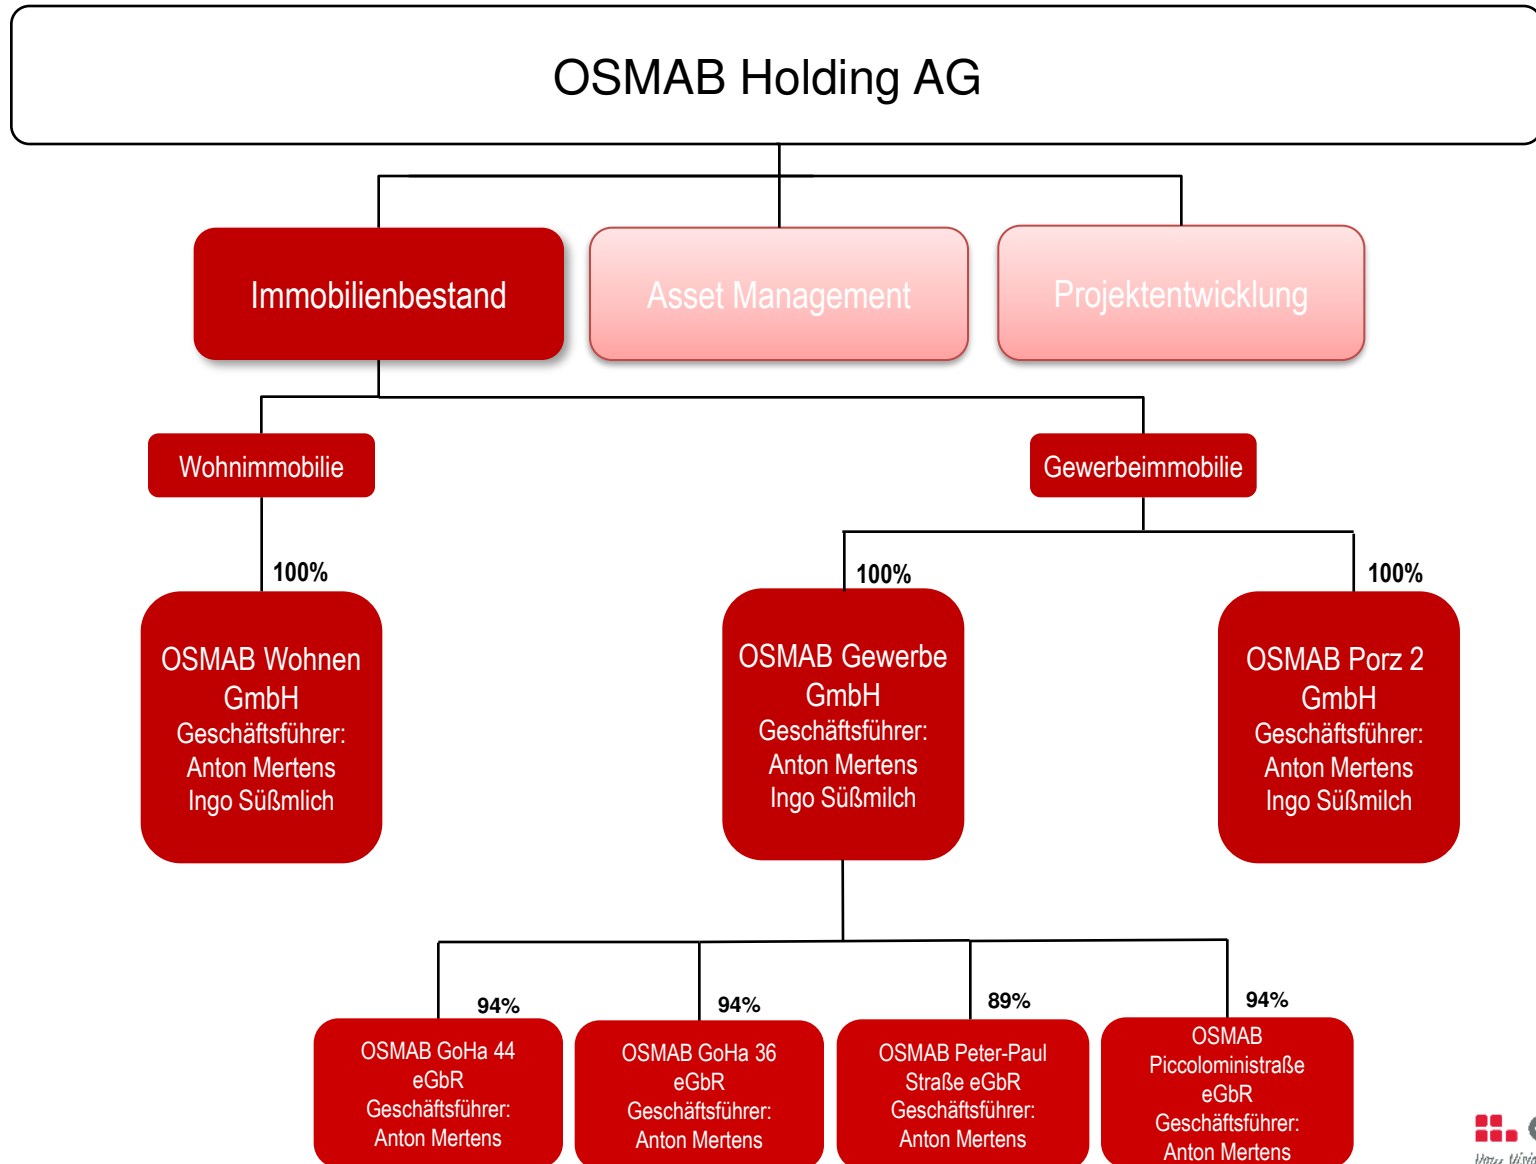 OSMAB Holding AG
Immobilienbestand
Asset Management
Projektentwicklung
Wohnimmobilie
Gewerbeimmobilie
100%
100%
100%
OSMAB Wohnen
GmbH
Geschäftsführer:
Anton Mertens
Ingo Süßmlich
OSMAB Gewerbe
GmbH
Geschäftsführer:
Anton Mertens
Ingo Süßmilch
OSMAB Porz 2
GmbH
Geschäftsführer:
Anton Mertens
Ingo Süßmilch
94%
94%
89%
94%
OSMAB GoHa 44
eGbR
Geschäftsführer:
Anton Mertens
OSMAB GoHa 36
eGbR
Geschäftsführer:
Anton Mertens
OSMAB Peter-Paul
Straße eGbR
Geschäftsführer:
Anton Mertens
OSMAB
Piccoloministraße
eGbR
Geschäftsführer:
Anton Mertens